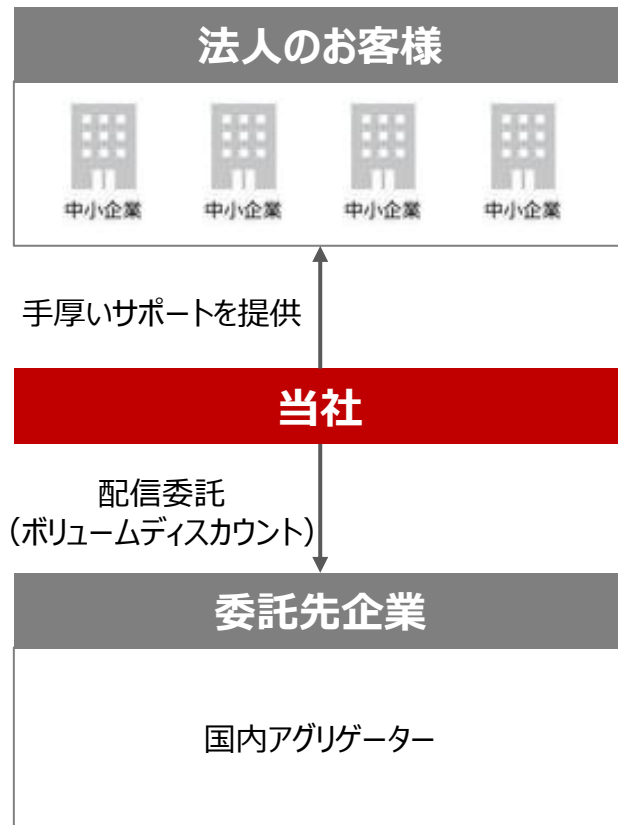 法人のお客様
中小企業 中小企業 中小企業 中小企業
手厚いサポートを提供
当社
配信委託
（ボリュームディスカウント）
委託先企業
国内アグリゲーター